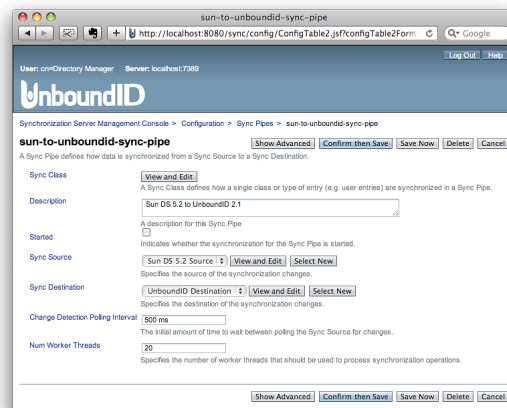 sun-to-unboundid-sync-pipe
http://localhost:8080/sync/config/ConfigTable2.jsf?configTable2Form
Google
Log Out Help
User: cn=Directory Manager Server: localhost:7389
UnboundID
Synchronization Server Management Console > Configuration > Sync Pipes > sun-to-unboundid-sync-pipe
sun-to-unboundid-sync-pipe Show Advanced Confirm then Save Save Now Delete Cancel
A Sync Pipe defines how data is synchronized from a Sync Source to a Sync Destination.
Sync Class View and Edit
A Sync Class defines how a single class or type of entry (e.g. user entries) are synchronized in a Sync Pipe.
Description Sun DS 5.2 to UnboundID 2.1
A description for this Sync Pipe
Started
Indicates whether the synchronization for the Sync Pipe is started.
Sync Source Sun DS 5.2 Source View and Edit Select New
Specifies the source of the synchronization changes.
Sync Destination UnboundID Destination View and Edit Select New
Specifies the destination of the synchronization changes.
Change Detection Polling Interval 500 ms
The initial amount of time to wait between polling the Sync Source for changes.
Num Worker Threads 20
Specifies the number of worker threads that should be used to process synchronization operations.
Show Advanced Confirm then Save Save Now Delete Cancel